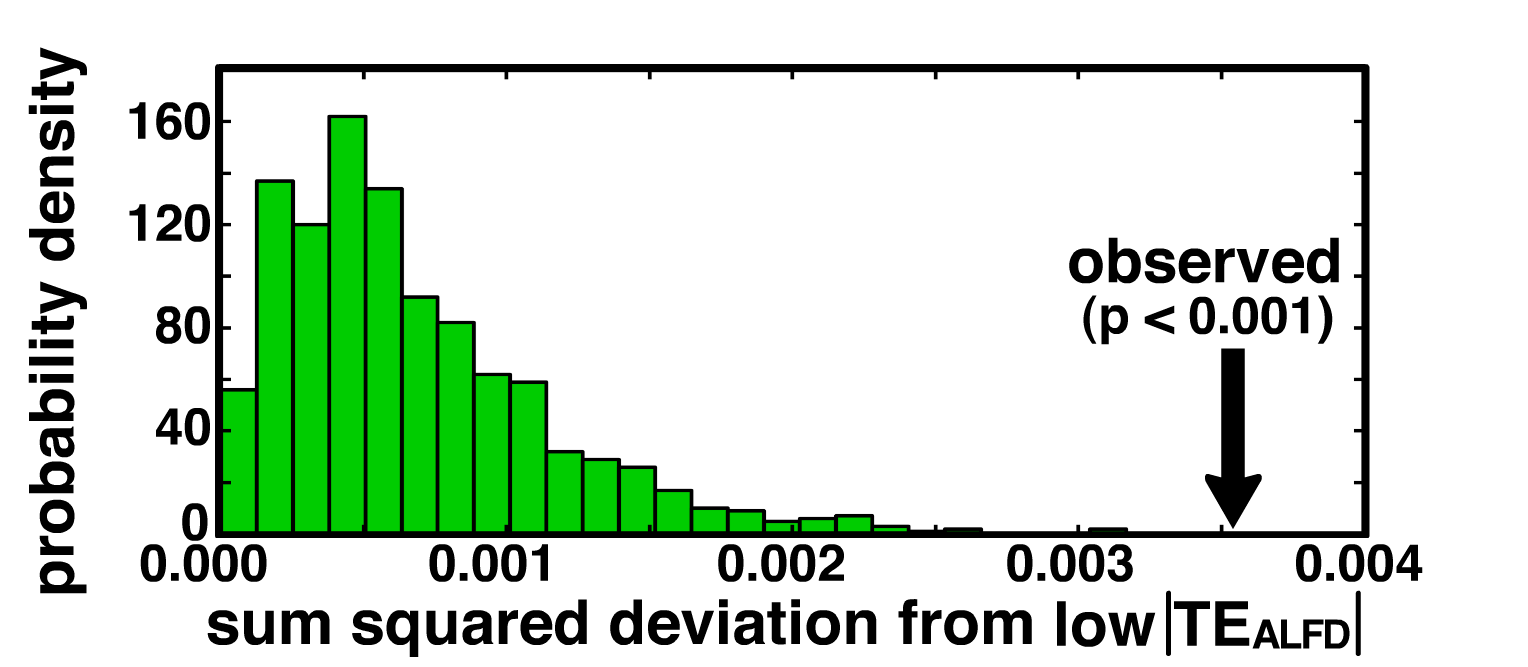 probability density
160
120
80
40
0
observed
(p < 0.001)
0.000 0.001 0.002 0.003 0.004
sum squared deviation from low |TEALFD|